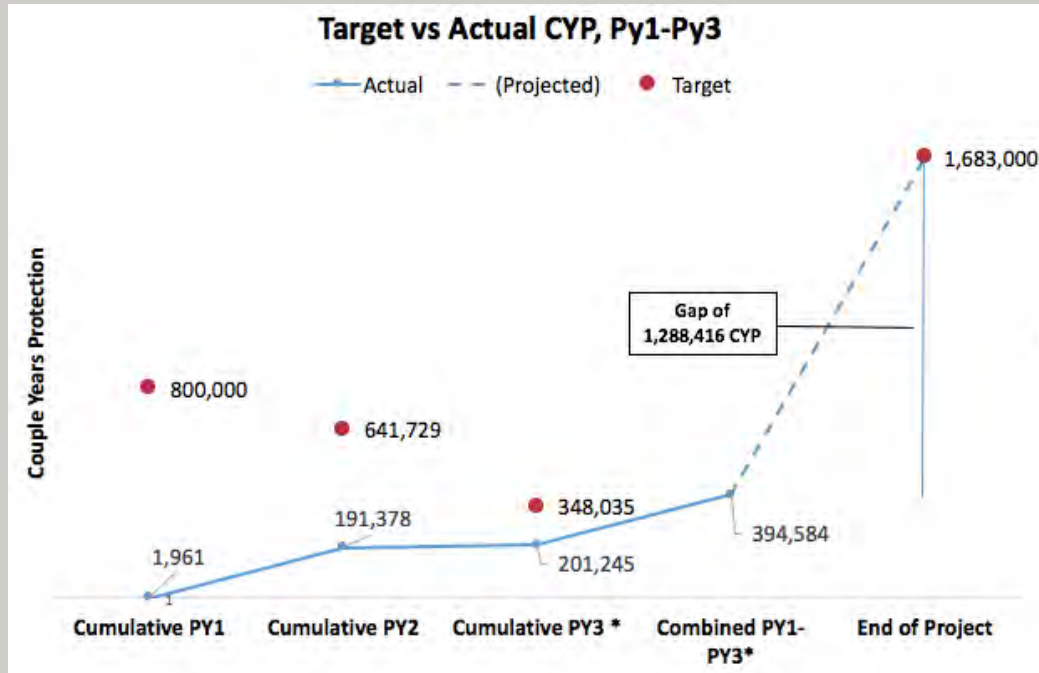 Target vs Actual CYP, Py1-Py3
Actual (Projected) Target
Couple Years Protection
1,683,000
Gap of
1,288,416 CYP
800,000
641,729
348,035
191,378
394,584
1,961
201,245
1
Cumulative PY1 Cumulative PY2 Cumulative PY3 * Combined PY1- End of Project
PY3*